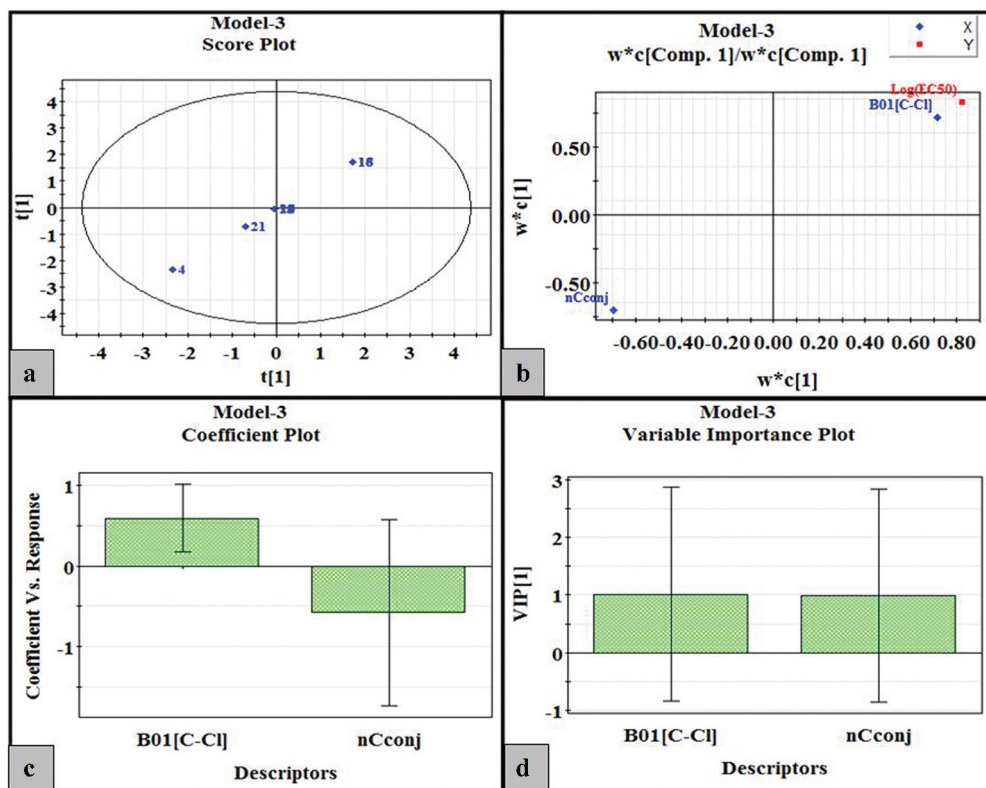 Model-3
Score Plot
4
3
2
1
0
-1
-2
-3
-4
t[1]
21
4
-4 -3 -2 -1 0 1 2 3 4
t[1]
a
Model-3
w*c[Comp. 1]/w*c[Comp. 1]
X
Y
Log(EC50)
B01[C-Cl]
0.50
0.00
-0.50
w*c[1]
nCconj
-0.60 -0.40 -0.20 0.00 0.20 0.40 0.60 0.80
w*c[1]
b
Model-3
Coefficient Plot
1
0
-1
Coefficient Vs. Response
B01[C-Cl] nCconj
Descriptors
c
Model-3
Variable Importance Plot
3
2
1
0
-1
VIP[1]
B01[C-Cl] nCconj
Descriptors
d